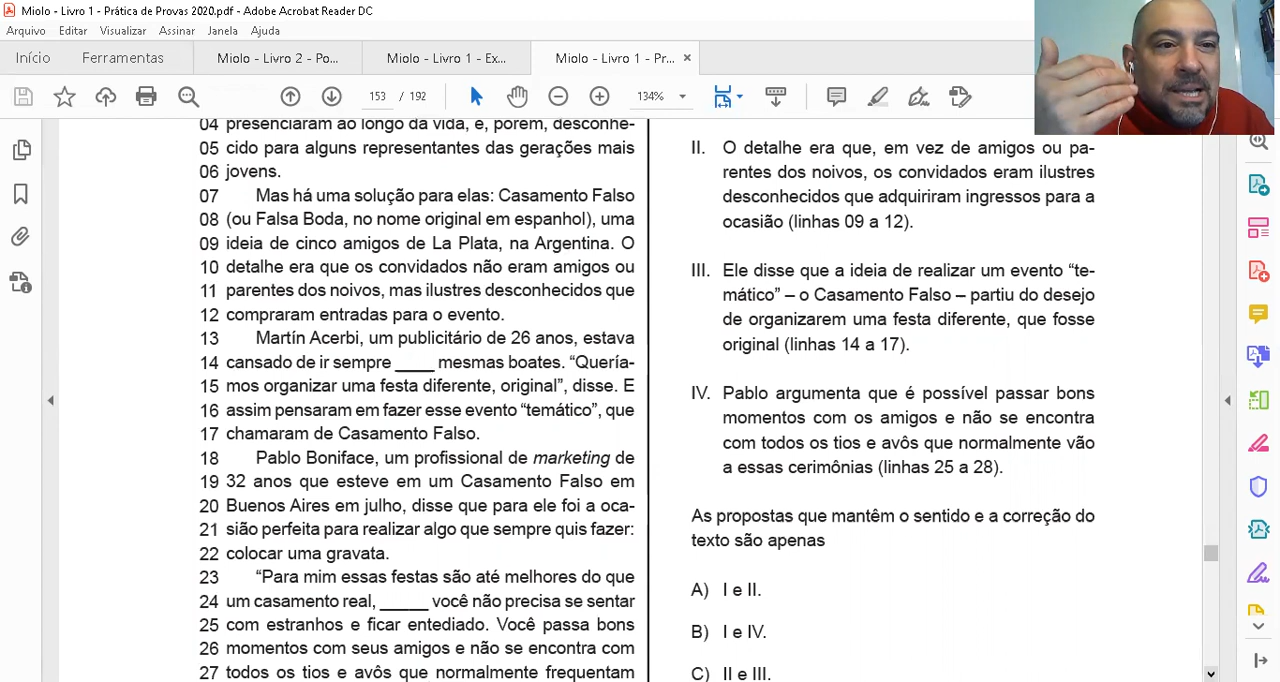 Miolo - Livro 1 - Prática de Provas 2020.pdf - Adobe Acrobat Reader DC
Arquivo Editar Visualizar Assinar Janela Ajuda
Início Ferramentas Miolo - Livro 2 - Po... Miolo - Livro 1 - Ex... Miolo - Livro 1 - Pr... ×
153 / 192 134%
04 presenciaram ao longo da vida, é, porém, desconhe-
05 cido para alguns representantes das gerações mais
06 jovens.
07 Mas há uma solução para elas: Casamento Falso
08 (ou Falsa Boda, no nome original em espanhol), uma
09 ideia de cinco amigos de La Plata, na Argentina. O
10 detalhe era que os convidados não eram amigos ou
11 parentes dos noivos, mas ilustres desconhecidos que
12 compraram entradas para o evento.
13 Martín Acerbi, um publicitário de 26 anos, estava
14 cansado de ir sempre ____ mesmas boates. “Quería-
15 mos organizar uma festa diferente, original”, disse. E
16 assim pensaram em fazer esse evento “temático”, que
17 chamaram de Casamento Falso.
18 Pablo Boniface, um profissional de marketing de
19 32 anos que esteve em um Casamento Falso em
20 Buenos Aires em julho, disse que para ele foi a oca-
21 sião perfeita para realizar algo que sempre quis fazer:
22 colocar uma gravata.
23 “Para mim essas festas são até melhores do que
24 um casamento real, _____ você não precisa se sentar
25 com estranhos e ficar entediado. Você passa bons
26 momentos com seus amigos e não se encontra com
27 todos os tios e avôs que normalmente frequentam
II. O detalhe era que, em vez de amigos ou pa-
rentes dos noivos, os convidados eram ilustres
desconhecidos que adquiriram ingressos para a
ocasião (linhas 09 a 12).
III. Ele disse que a ideia de realizar um evento “te-
mático” – o Casamento Falso – partiu do desejo
de organizarem uma festa diferente, que fosse
original (linhas 14 a 17).
IV. Pablo argumenta que é possível passar bons
momentos com os amigos e não se encontra
com todos os tios e avôs que normalmente vão
a essas cerimônias (linhas 25 a 28).
As propostas que mantêm o sentido e a correção do
texto são apenas
A) I e II.
B) I e IV.
C) II e III.